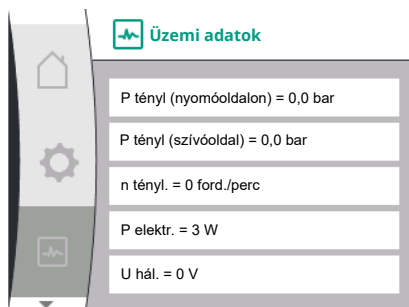 Üzemi adatok
P tényl (nyomóoldalon) = 0,0 bar
P tényl (szívóoldal) = 0,0 bar
n tényl. = 0 ford./perc
P elektr. = 3 W
U hál. = 0 V